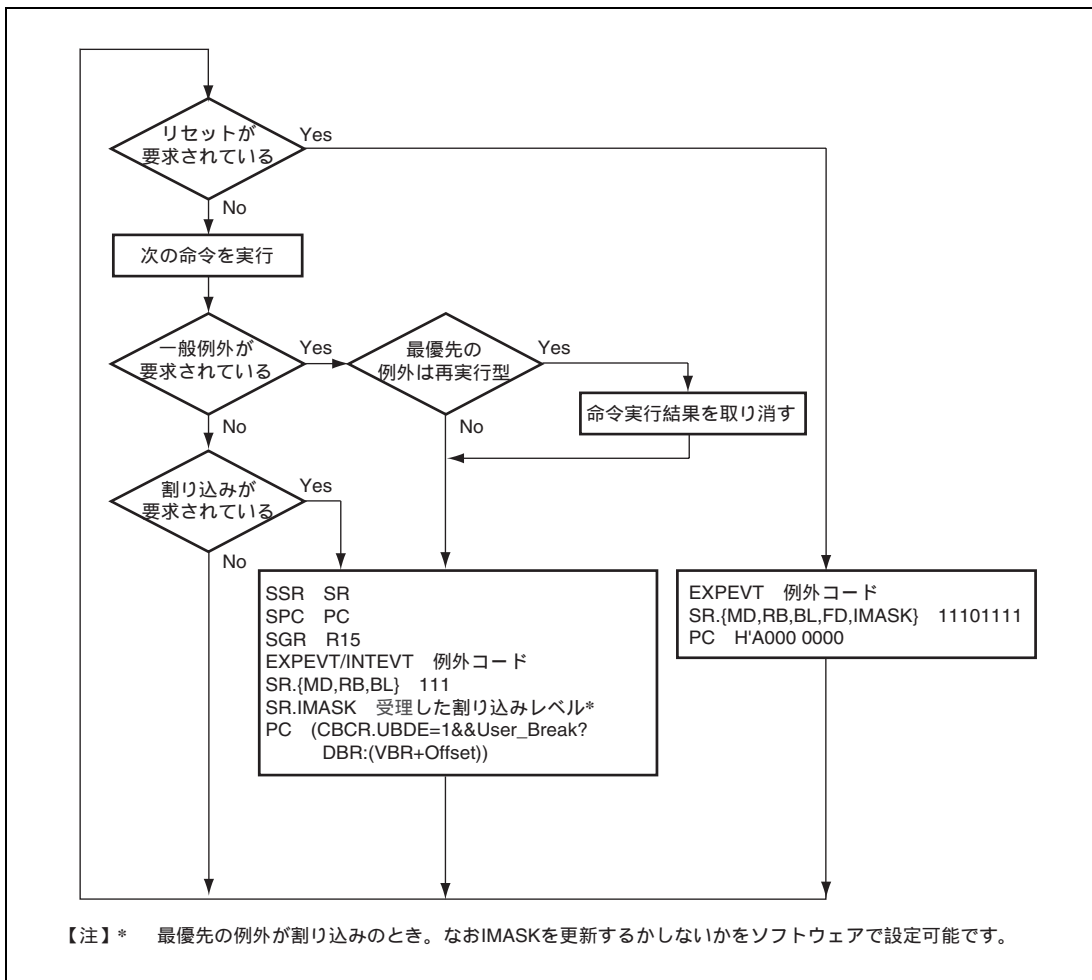 リセットが
要求されている
Yes
No
次の命令を実行
一般例外が
要求されている
Yes
最優先の
例外は再実行型
Yes
命令実行結果を取り消す
No
No
割り込みが
要求されている
Yes
No
SSR SR
SPC PC
SGR R15
EXPEVT/INTEVT 例外コード
SR.{MD,RB,BL} 111
SR.IMASK 受理した割り込みレベル*
PC (CBCR.UBDE=1&&User_Break?
DBR:(VBR+Offset))
EXPEVT 例外コード
SR.{MD,RB,BL,FD,IMASK} 11101111
PC H'A000 0000
【注】* 最優先の例外が割り込みのとき。なおIMASKを更新するかしないかをソフトウェアで設定可能です。